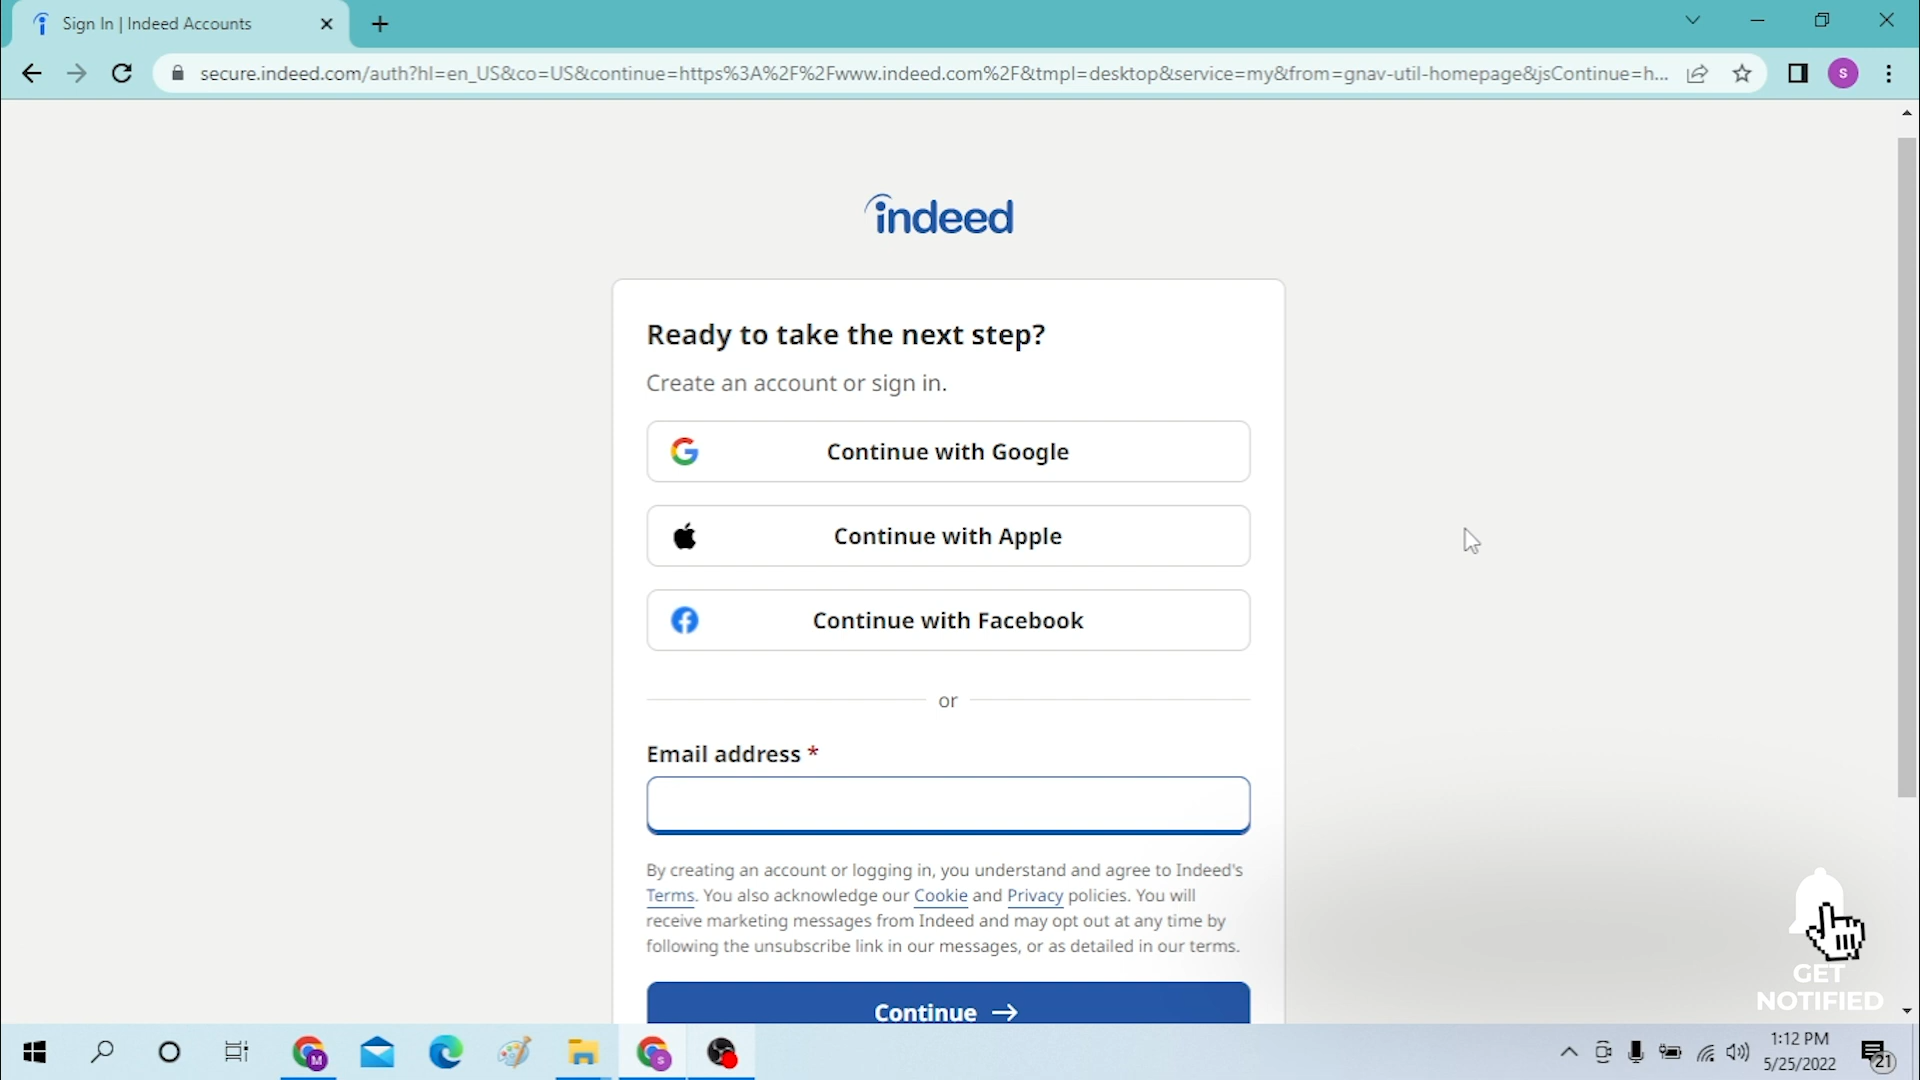 Sign In | Indeed Accounts
secure.indeed.com/auth?hl=en_US&co=US&continue=https%3A%2F%2Fwww.indeed.com%2F&tmpl=desktop&service=my&from=gnav-util-homepage&jsContinue=h...
S
indeed
Ready to take the next step?
Create an account or sign in.
Continue with Google
Continue with Apple
Continue with Facebook
or
Email address *
By creating an account or logging in, you understand and agree to Indeed's
Terms. You also acknowledge our Cookie and Privacy policies. You will
receive marketing messages from Indeed and may opt out at any time by
following the unsubscribe link in our messages, or as detailed in our terms.
Continue →
GET
NOTIFIED
M
S
1:12 PM
5/25/2022
21